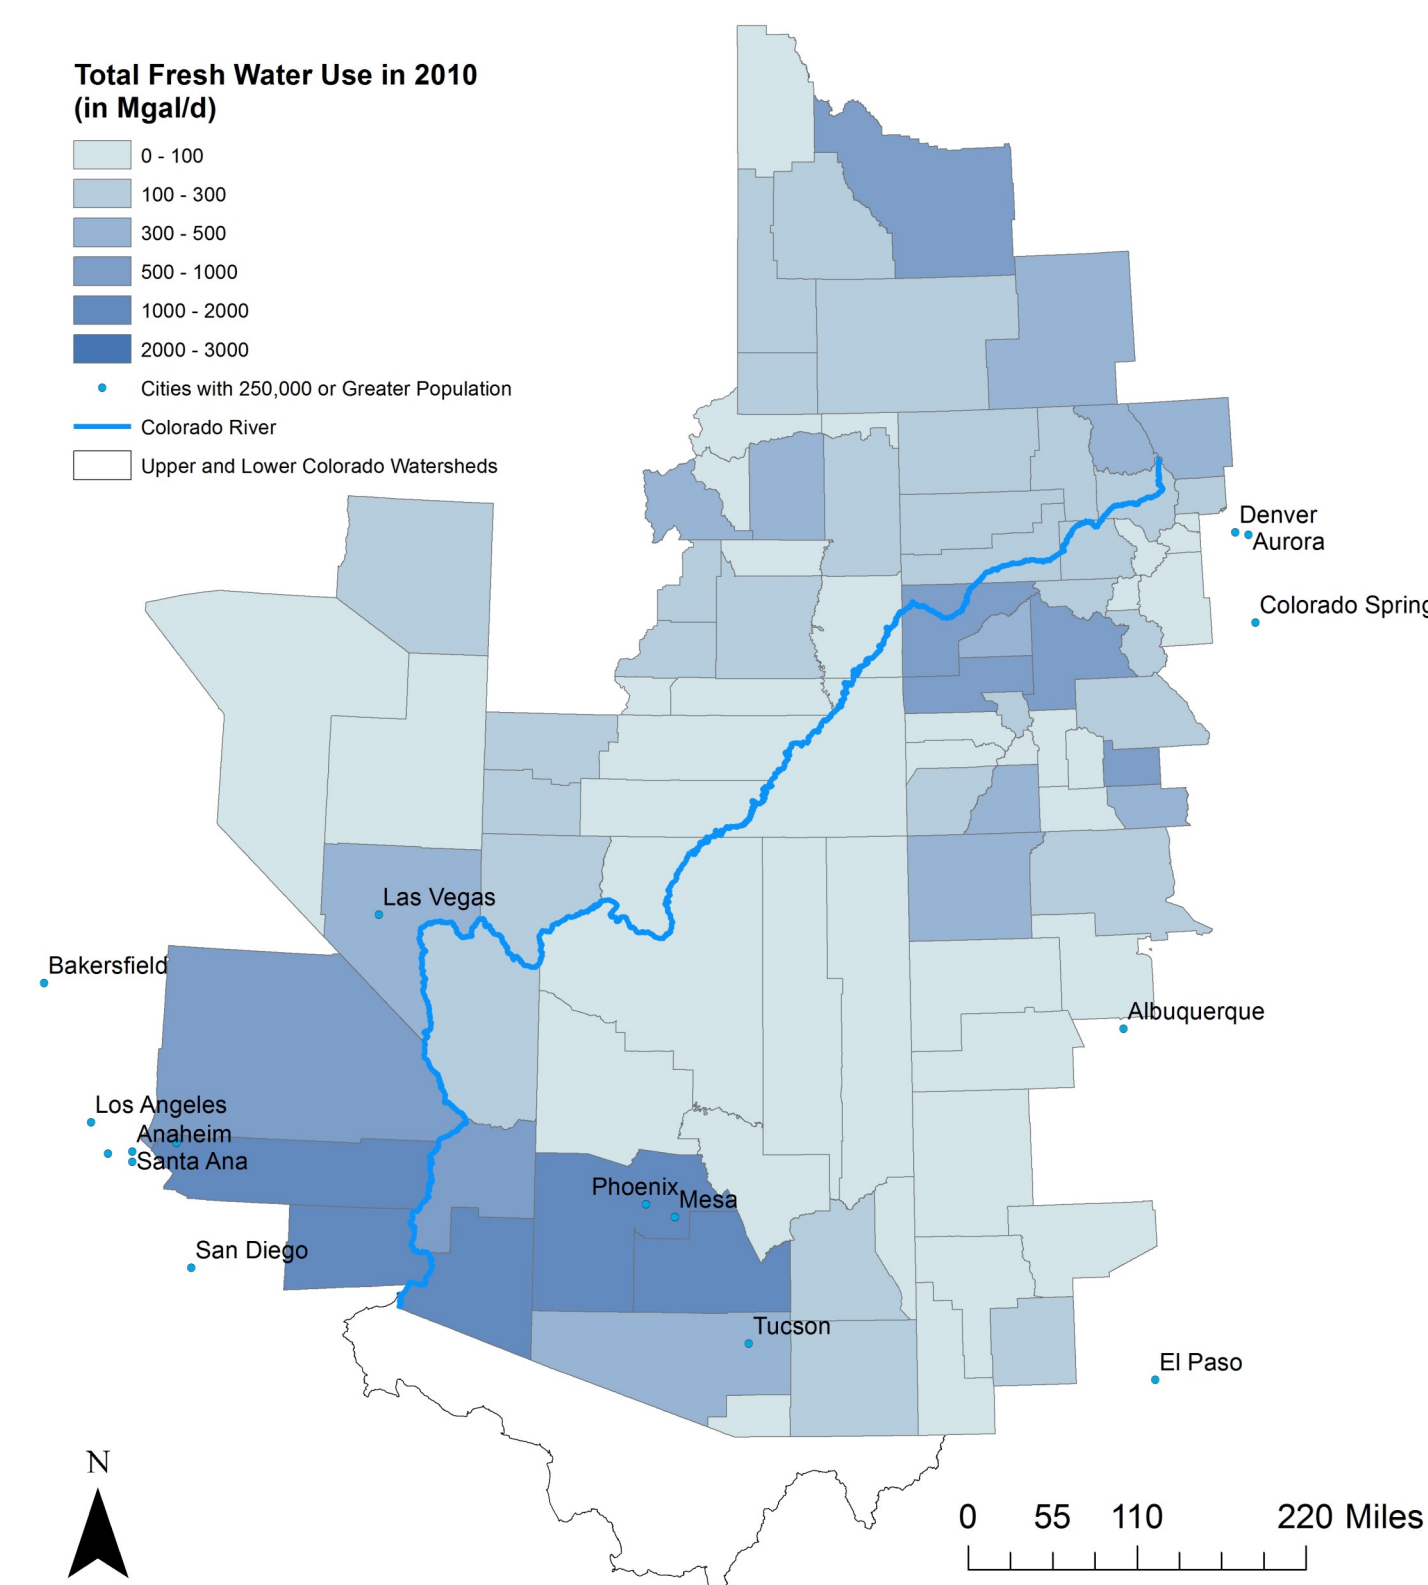 Total Fresh Water Use in 2010
(in Mgal/d)
0 - 100
100 - 300
300 - 500
500 - 1000
1000 - 2000
2000 - 3000
Cities with 250,000 or Greater Population
Colorado River
Upper and Lower Colorado Watersheds
Denver
Aurora
Colorado Spring
Las Vegas
Bakersfield
Albuquerque
Los Angeles
Anaheim
Santa Ana
Phoenix
Mesa
San Diego
Tucson
El Paso
N
0 55 110 220 Miles